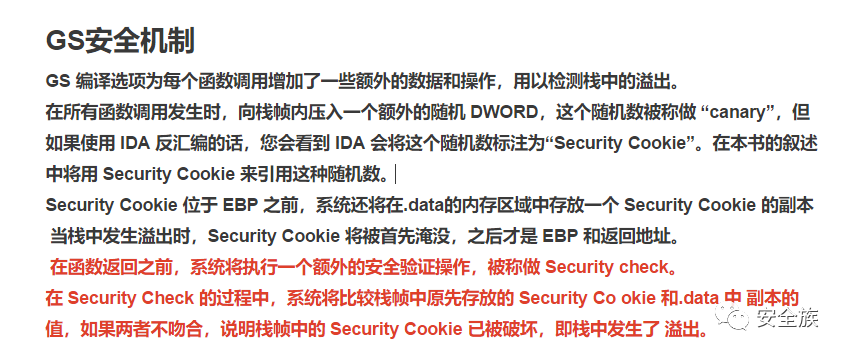 GS安全机制
GS 编译选项为每个函数调用增加了一些额外的数据和操作，用以检测栈中的溢出。
在所有函数调用发生时，向栈帧内压入一个额外的随机 DWORD，这个随机数被称做 “canary”，但
如果使用 IDA 反汇编的话，您会看到 IDA 会将这个随机数标注为“Security Cookie”。在本书的叙述
中将用 Security Cookie 来引用这种随机数。
Security Cookie 位于 EBP 之前，系统还将在.data的内存区域中存放一个 Security Cookie 的副本
当栈中发生溢出时，Security Cookie 将被首先淹没，之后才是 EBP 和返回地址。
在函数返回之前，系统将执行一个额外的安全验证操作，被称做 Security check。
在 Security Check 的过程中，系统将比较栈帧中原先存放的 Security Co okie 和.data 中 副本的
值，如果两者不吻合，说明栈帧中的 Security Cookie 已被破坏，即栈中发生了 溢出。
安全族